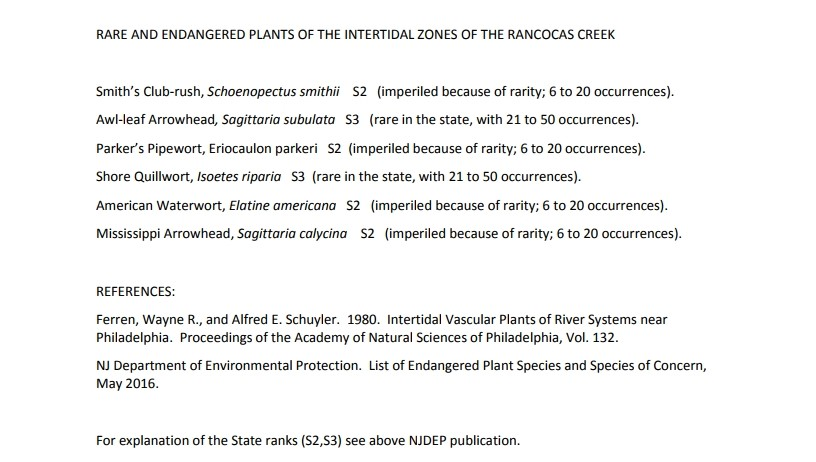 RARE AND ENDANGERED PLANTS OF THE INTERTIDAL ZONES OF THE RANCOCAS CREEK
Smith’s Club-rush, Schoenopectus smithii S2 (imperiled because of rarity; 6 to 20 occurrences).
Awl-leaf Arrowhead, Sagittaria subulata S3 (rare in the state, with 21 to 50 occurrences).
Parker’s Pipewort, Eriocaulon parkeri S2 (imperiled because of rarity; 6 to 20 occurrences).
Shore Quillwort, Isoetes riparia S3 (rare in the state, with 21 to 50 occurrences).
American Waterwort, Elatine americana S2 (imperiled because of rarity; 6 to 20 occurrences).
Mississippi Arrowhead, Sagittaria calycina S2 (imperiled because of rarity; 6 to 20 occurrences).
REFERENCES:
Ferren, Wayne R., and Alfred E. Schuyler. 1980. Intertidal Vascular Plants of River Systems near
Philadelphia. Proceedings of the Academy of Natural Sciences of Philadelphia, Vol. 132.
NJ Department of Environmental Protection. List of Endangered Plant Species and Species of Concern,
May 2016.
For explanation of the State ranks (S2,S3) see above NJDEP publication.